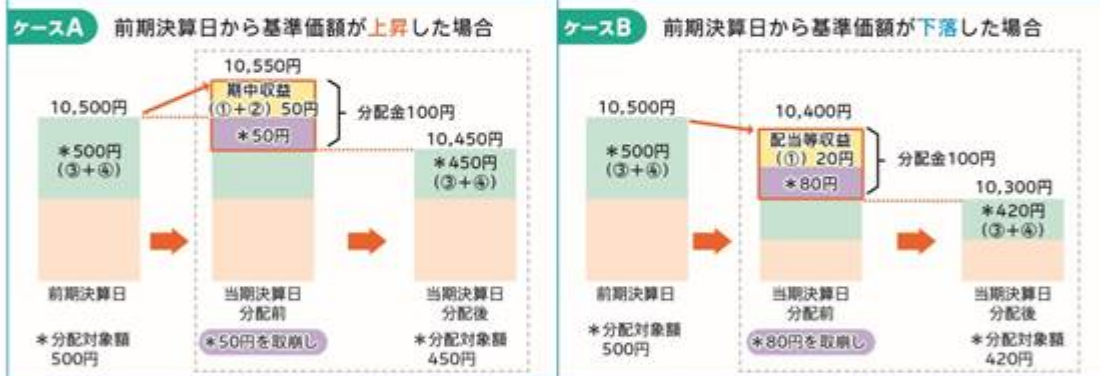 ケースA 前期決算日から基準価額が上昇した場合
10,550円
期中収益
(①+②) 50円
*50円
分配金100円
10,500円
*500円
(③+④)
10,450円
*450円
(③+④)
前期決算日
当期決算日
分配前
当期決算日
分配後
*分配対象額
500円
*50円を取崩し
*分配対象額
450円
ケースB 前期決算日から基準価額が下落した場合
10,500円
*500円
(③+④)
10,400円
配当等収益
(①) 20円
*80円
分配金100円
10,300円
*420円
(③+④)
前期決算日
当期決算日
分配前
当期決算日
分配後
*分配対象額
500円
*80円を取崩し
*分配対象額
420円